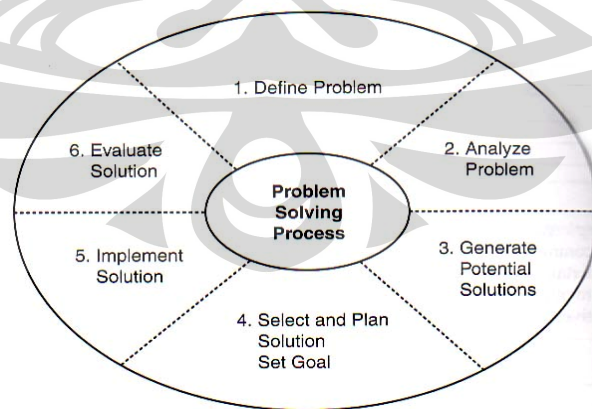 1. Define Problem
2. Analyze
Problem
3. Generate
Potential
Solutions
4. Select and Plan
Solution
Set Goal
5. Implement
Solution
6. Evaluate
Solution
Problem
Solving
Process